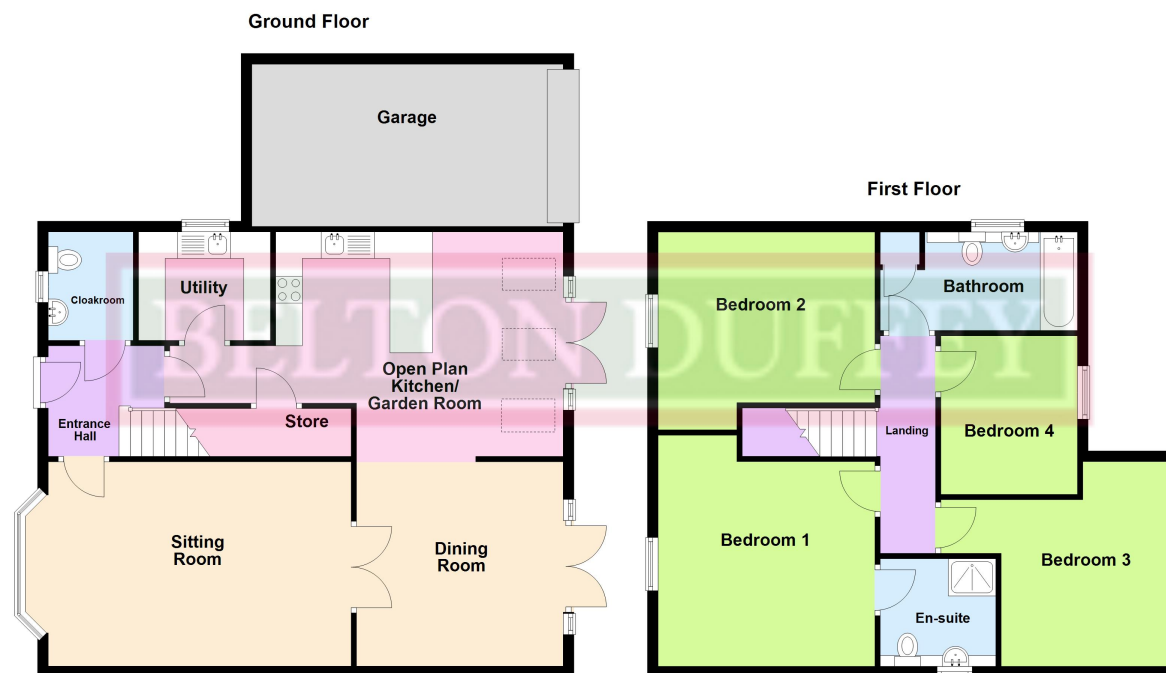 Ground Floor
Garage
First Floor
Cloakroom
Utility
Open Plan
Kitchen/
Garden Room
Entrance
Hall
Store
Sitting
Room
Dining
Room
Bedroom 2
Bathroom
Landing
Bedroom 4
Bedroom 1
Bedroom 3
En-suite
BELTON DUFFEY